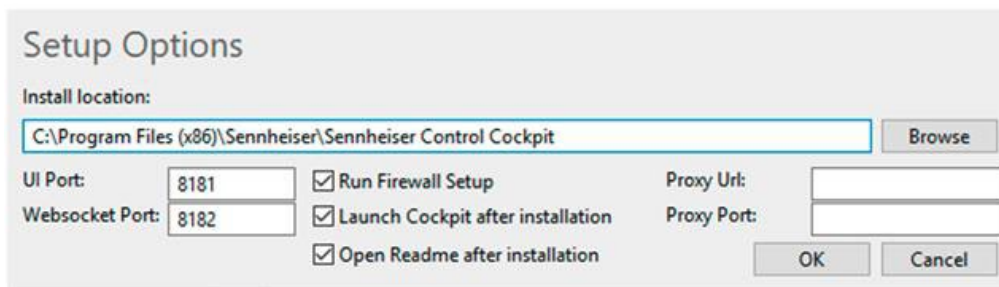 Setup Options
Install location:
C:\Program Files (x86)\Sennheiser\Sennheiser Control Cockpit
Browse
UI Port:
8181
Run Firewall Setup
Proxy Url:
Websocket Port:
8182
Launch Cockpit after installation
Proxy Port:
Open Readme after installation
OK
Cancel